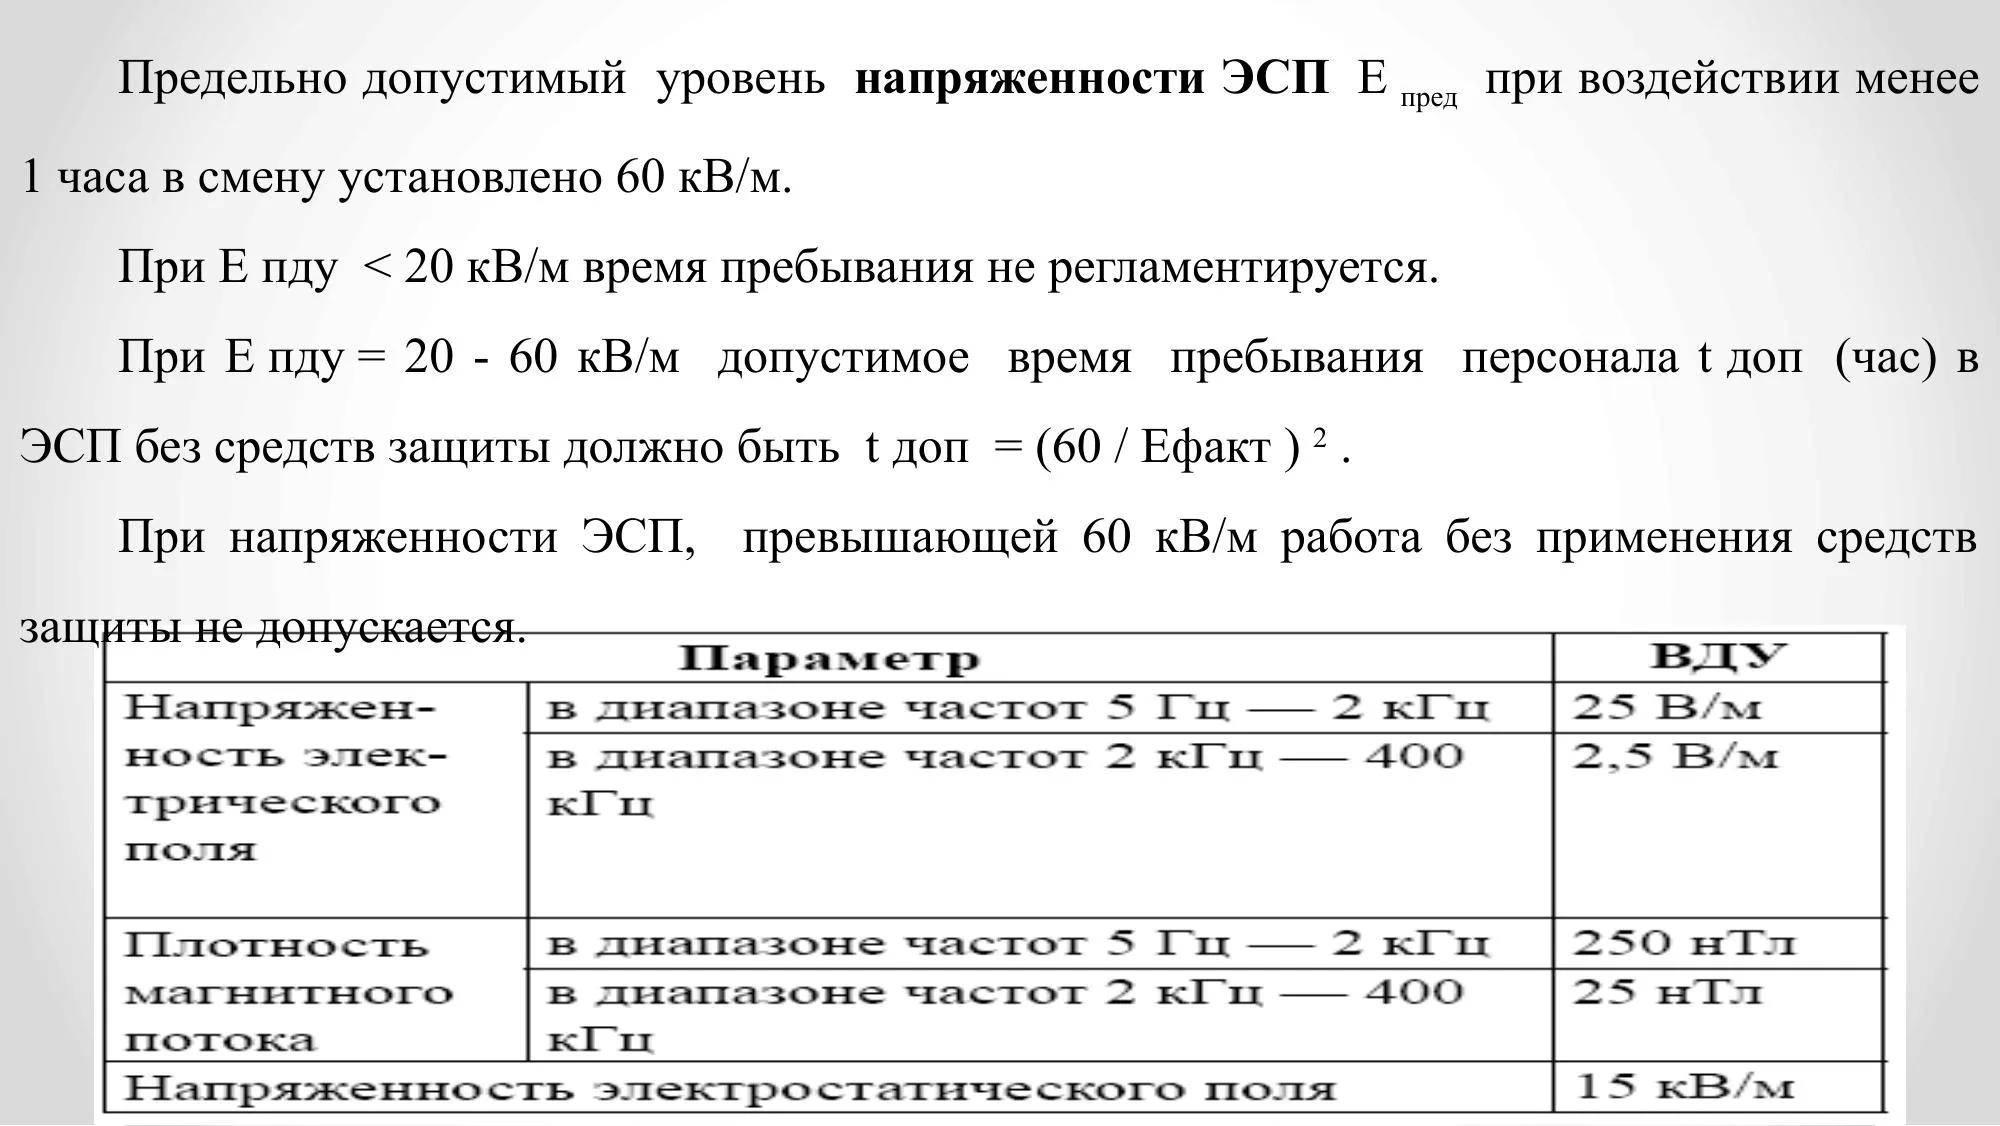 Предельно допустимый уровень напряженности ЭСП Е пред при воздействии менее
1 часа в смену установлено 60 кВ/м.
При Е пду < 20 кВ/м время пребывания не регламентируется.
При Е пду = 20 - 60 кВ/м допустимое время пребывания персонала t доп (час) в
ЭСП без средств защиты должно быть t доп = (60 / Ефакт ) ² .
При напряженности ЭСП, превышающей 60 кВ/м работа без применения средств
защиты не допускается.
Параметр ВДУ
Напряжен-
ность элек-
трического
поля
в диапазоне частот 5 Гц — 2 кГц 25 В/м
в диапазоне частот 2 кГц — 400 2,5 В/м
кГц
Плотность
магнитного
потока
в диапазоне частот 5 Гц — 2 кГц 250 нТл
в диапазоне частот 2 кГц — 400 25 нТл
кГц
Напряженность электростатического поля 15 кВ/м